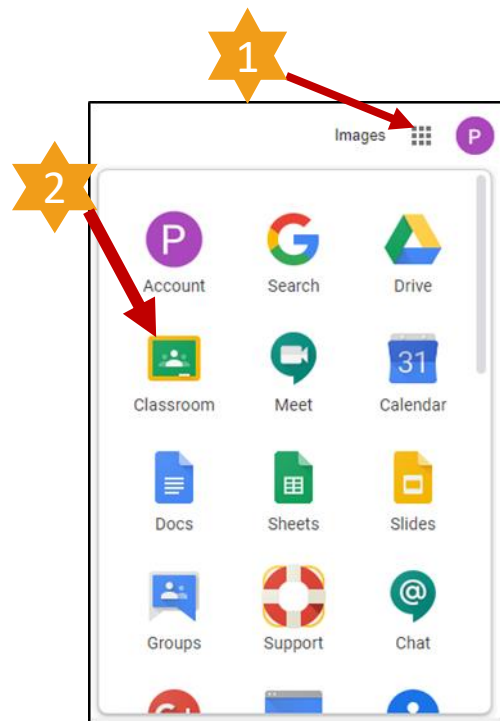 1
Images P
2
P
Account Search Drive
31
Classroom Meet Calendar
Docs Sheets Slides
@
Groups Support Chat
G+